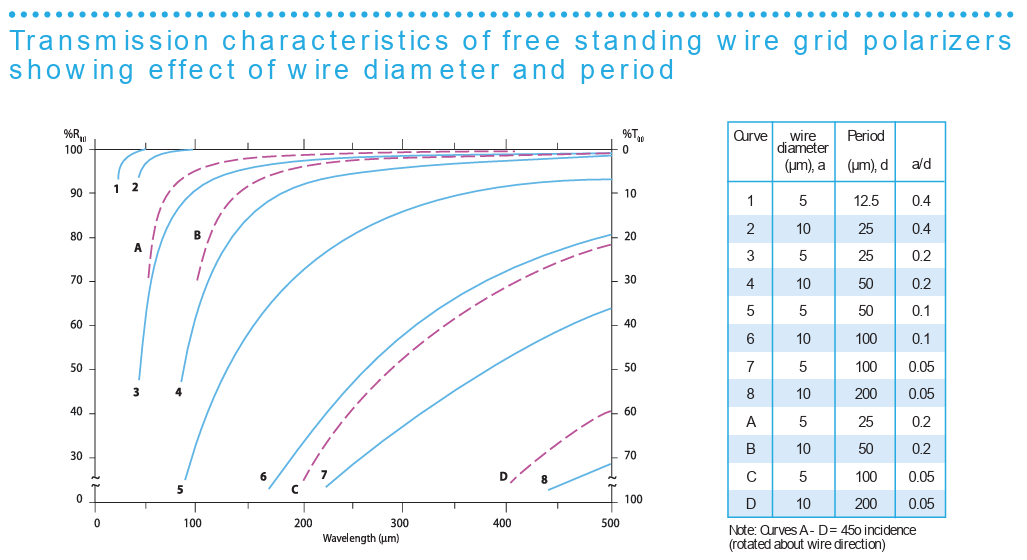 Transmission characteristics of free standing wire grid polarizers
showing effect of wire diameter and period
%R(II)
%T(II)
100
90
80
70
60
50
40
30
0
0
10
20
30
40
50
60
70
100
1
2
A
B
3
4
5
6
C
7
D
8
0
100
200
300
400
500
Wavelength (µm)
Curve wire diameter (µm), a Period (µm), d a/d
1 5 12.5 0.4
2 10 25 0.4
3 5 25 0.2
4 10 50 0.2
5 5 50 0.1
6 10 100 0.1
7 5 100 0.05
8 10 200 0.05
A 5 25 0.2
B 10 50 0.2
C 5 100 0.05
D 10 200 0.05
Note: Curves A - D = 45o incidence
(rotated about wire direction)